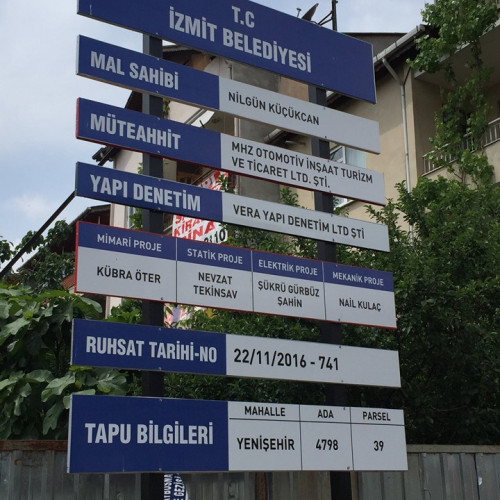 T.C
İZMİT BELEDİYESİ
MAL SAHİBİ
NİLGÜN KÜÇÜKCAN
MÜTEAHHİT
MHZ OTOMOTİV İNŞAAT TURİZM
VE TİCARET LTD. ŞTİ.
YAPI DENETİM
VERA YAPI DENETİM LTD ŞTİ
MİMARİ PROJE
KÜBRA ÖTER
STATİK PROJE
NEVZAT
TEKİNSAV
ELEKTRİK PROJE
ŞÜKRÜ GÜRBÜZ
ŞAHİN
MEKANİK PROJE
NAİL KULAÇ
RUHSAT TARİHİ-NO
22/11/2016 - 741
TAPU BİLGİLERİ
MAHALLE
YENİŞEHİR
ADA
4798
PARSEL
39